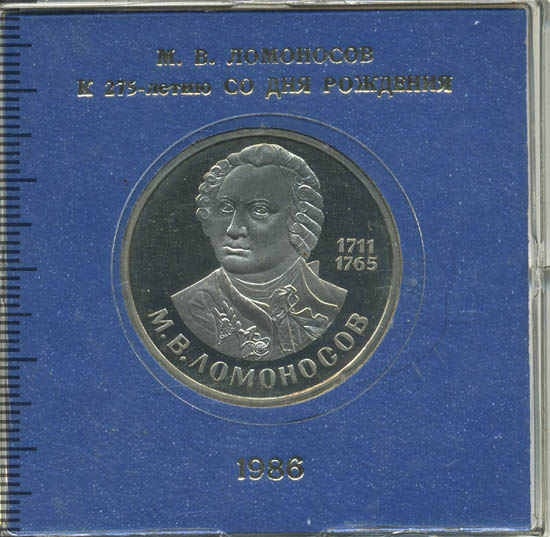 М. В. ЛОМОНОСОВ
К 275-летию СО ДНЯ РОЖДЕНИЯ
1711
1765
М.В.ЛОМОНОСОВ
1986